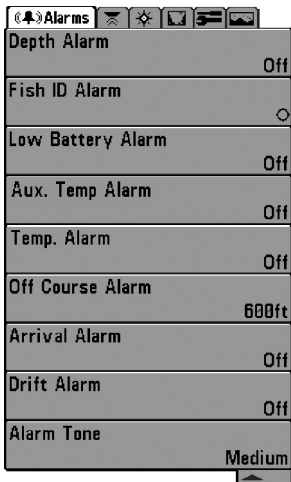 Alarms
Depth Alarm
Off
Fish ID Alarm
Low Battery Alarm
Off
Aux. Temp Alarm
Off
Temp. Alarm
Off
Off Course Alarm
600ft
Arrival Alarm
Off
Drift Alarm
Off
Alarm Tone
Medium